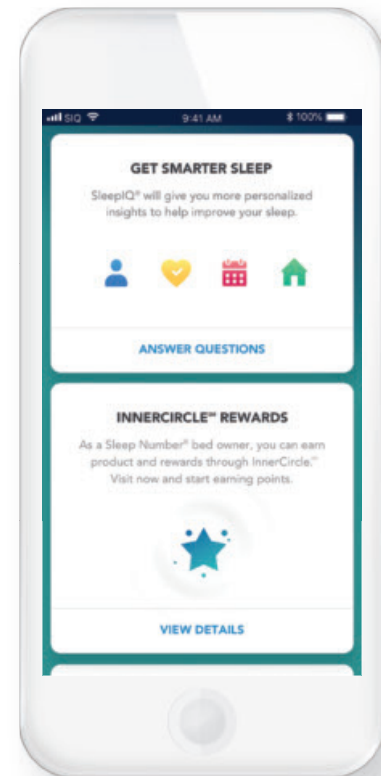 SIQ 9:41 AM 100%
GET SMARTER SLEEP
SleepIQ® will give you more personalized
insights to help improve your sleep.
ANSWER QUESTIONS
INNERCIRCLE℠ REWARDS
As a Sleep Number® bed owner, you can earn
product and rewards through InnerCircle.℠
Visit now and start earning points.
VIEW DETAILS